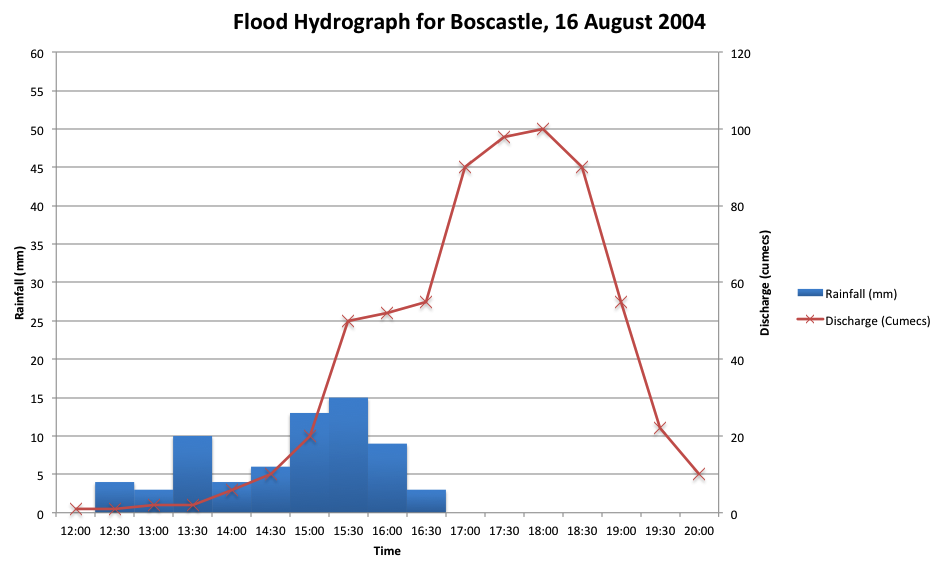 Flood Hydrograph for Boscastle, 16 August 2004
60
55
50
45
40
35
30
25
20
15
10
5
0
Rainfall (mm)
120
100
80
60
40
20
0
Discharge (cumecs)
12:00 12:30 13:00 13:30 14:00 14:30 15:00 15:30 16:00 16:30 17:00 17:30 18:00 18:30 19:00 19:30 20:00
Time
Rainfall (mm)
Discharge (Cumecs)